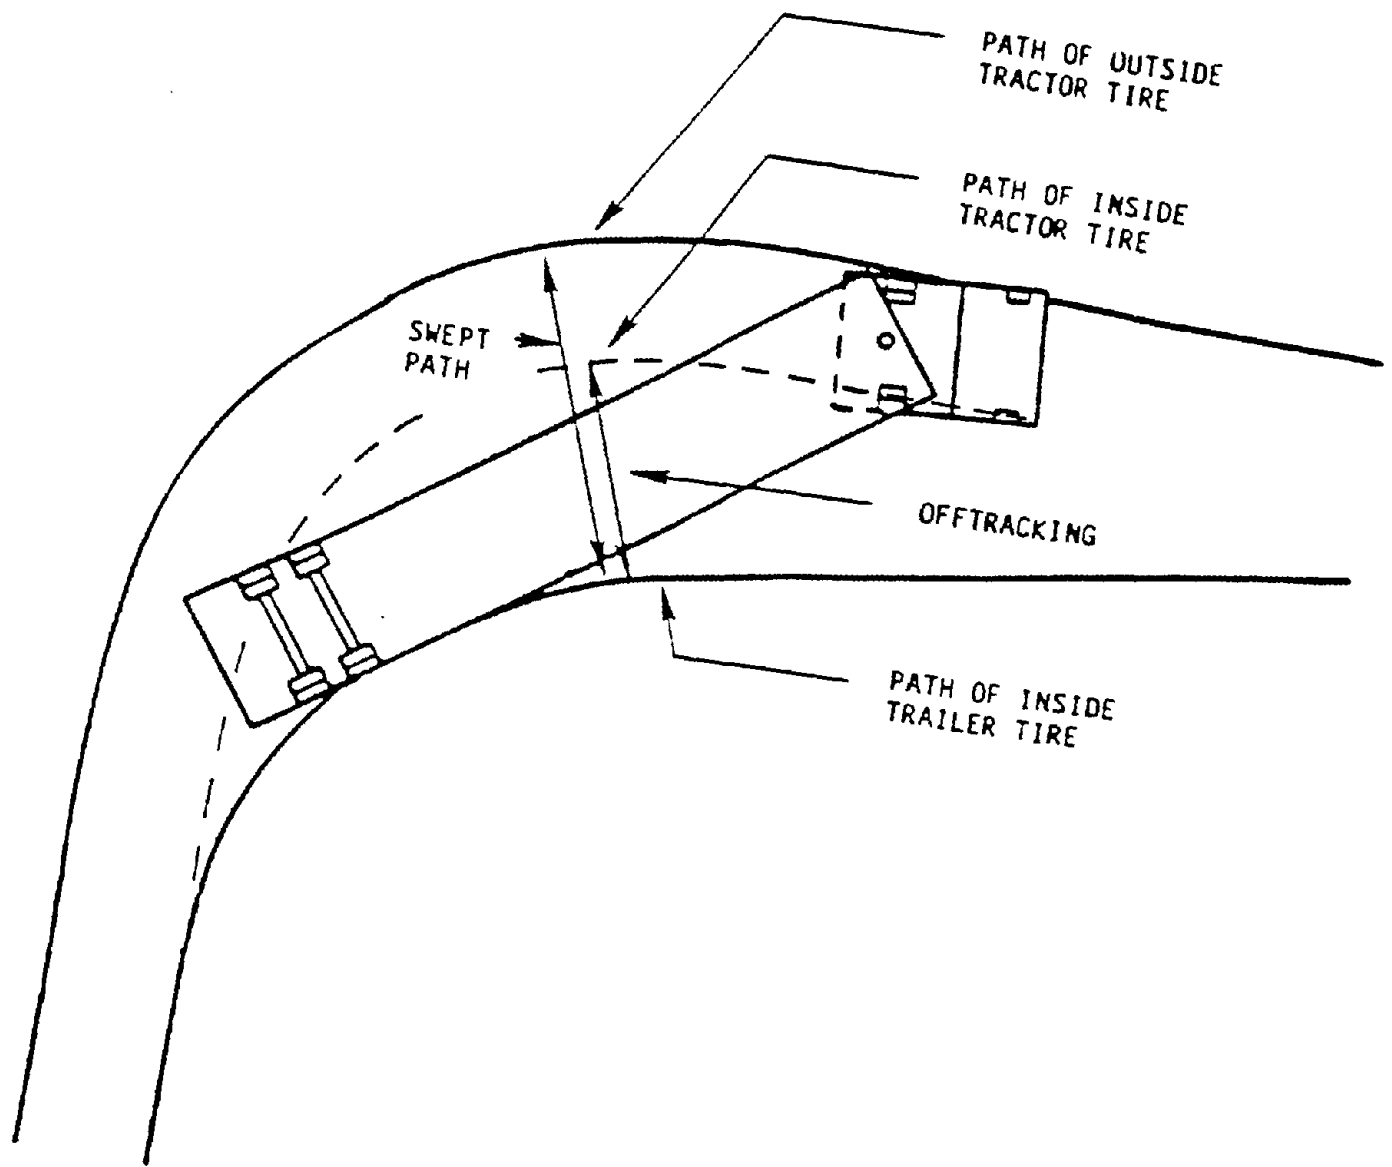 PATH OF OUTSIDE
TRACTOR TIRE
PATH OF INSIDE
TRACTOR TIRE
SWEPT
PATH
OFFTRACKING
PATH OF INSIDE
TRAILER TIRE